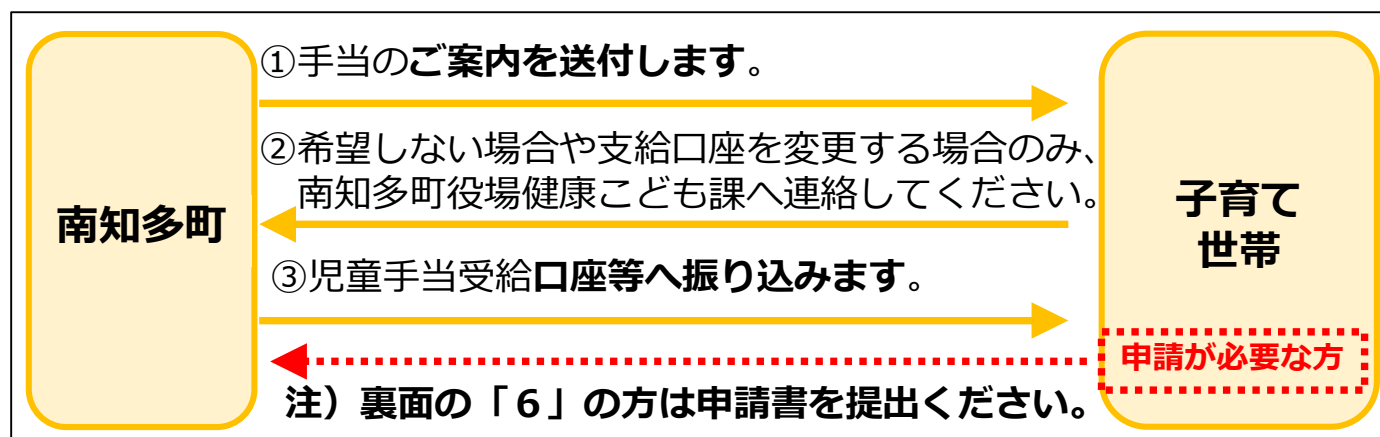 南知多町
①手当のご案内を送付します。
②希望しない場合や支給口座を変更する場合のみ、
南知多町役場健康こども課へ連絡してください。
③児童手当受給口座等へ振り込みます。
子育て
世帯
申請が必要な方
注）裏面の「６」の方は申請書を提出ください。